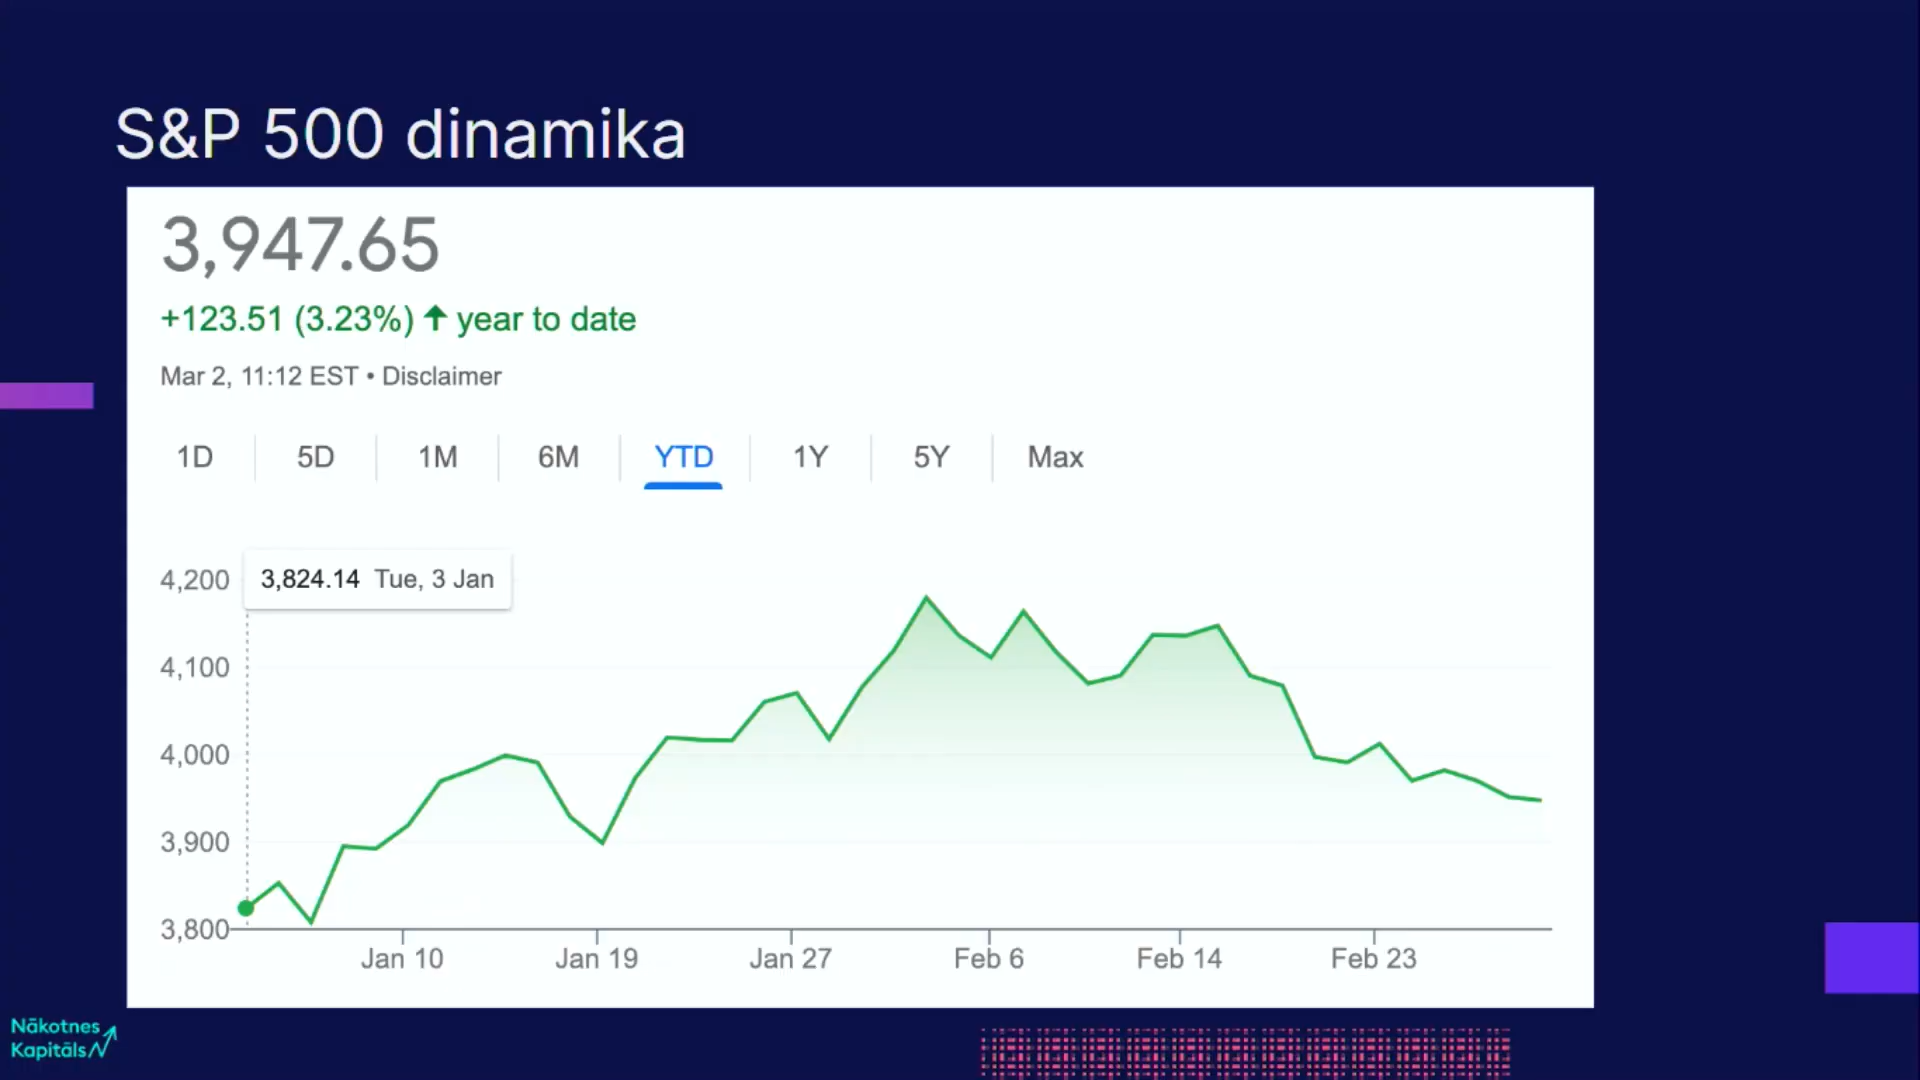 S&P 500 dinamika
3,947.65
+123.51 (3.23%) ↑ year to date
Mar 2, 11:12 EST • Disclaimer
1D 5D 1M 6M YTD 1Y 5Y Max
4,200
3,824.14 Tue, 3 Jan
4,100
4,000
3,900
3,800
Jan 10 Jan 19 Jan 27 Feb 6 Feb 14 Feb 23
Nākotnes
Kapitāls